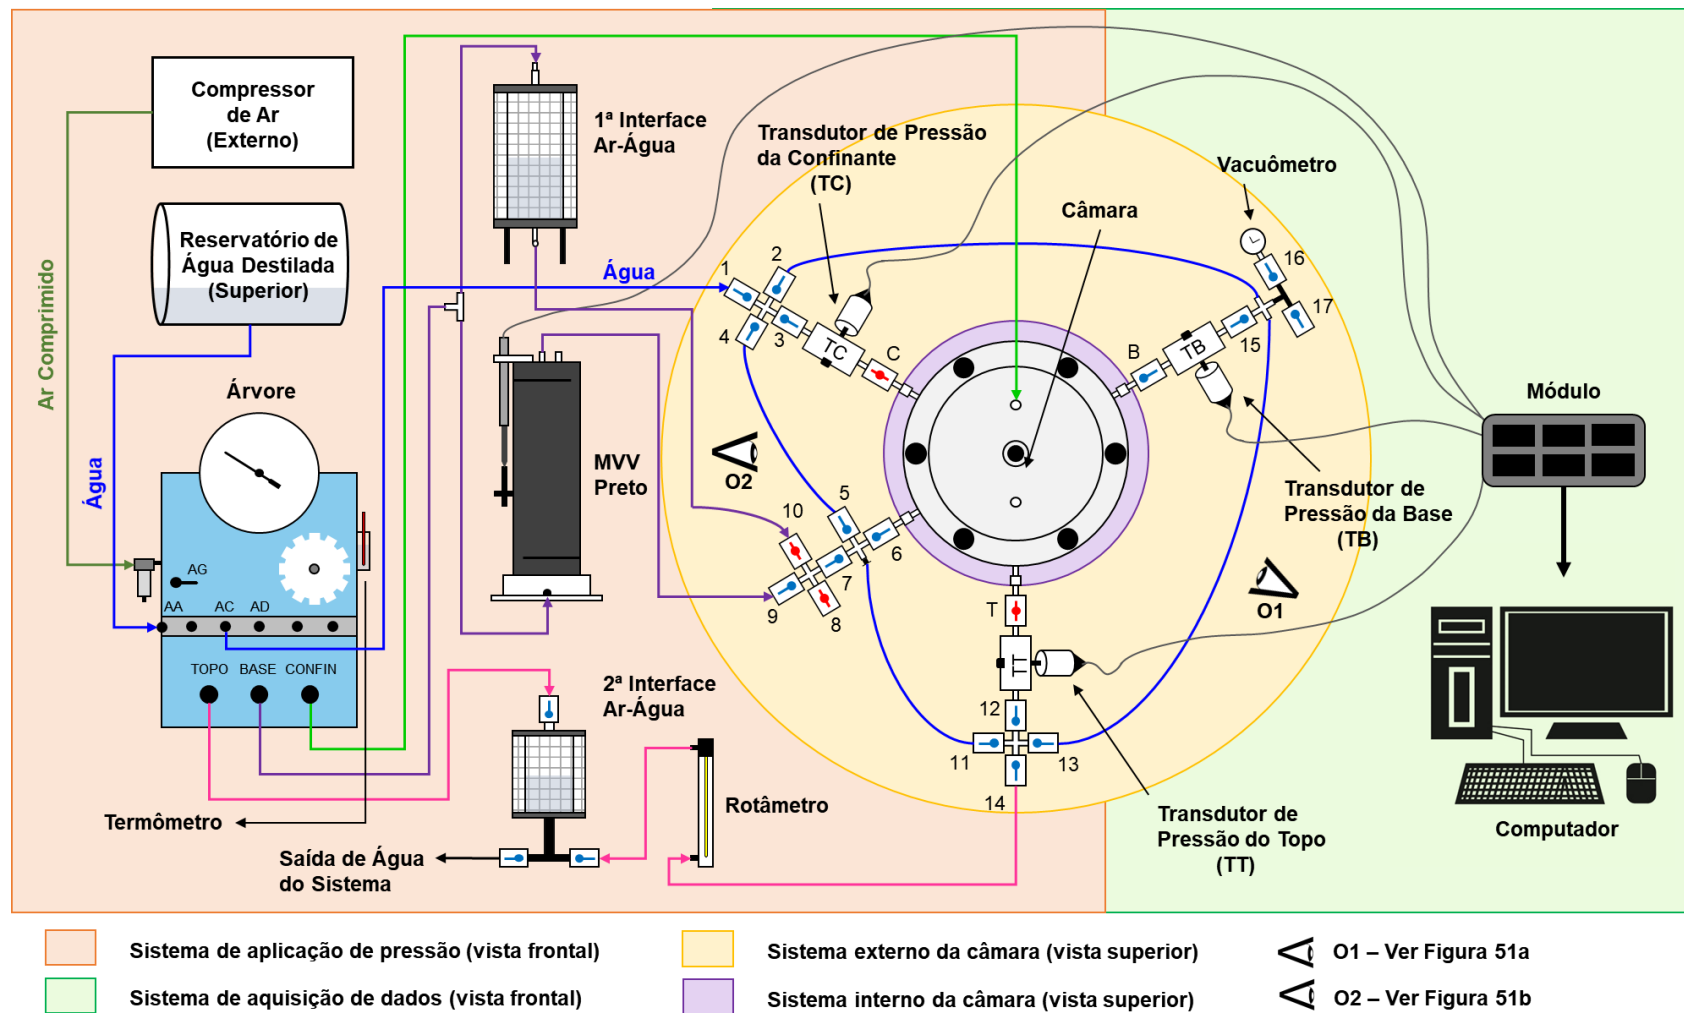 Compressor
de Ar
(Externo)
1ª Interface
Ar-Água
Transdutor de Pressão
da Confinante
(TC)
Vacuômetro
Câmara
Reservatório de
Água Destilada
(Superior)
Água
1
2
3
4
TC
C
16
17
15
TB
B
Ar Comprimido
Árvore
Água
MVV
Preto
O2
Módulo
Transdutor de
Pressão da Base
(TB)
O1
5
10
6
7
9
8
AG
AA
AC
AD
TOPO
BASE
CONFIN
T
TT
12
11
13
14
2ª Interface
Ar-Água
Rotâmetro
Termômetro
Saída de Água
do Sistema
Transdutor de
Pressão do Topo
(TT)
Computador
Sistema de aplicação de pressão (vista frontal)
Sistema externo da câmara (vista superior)
O1 – Ver Figura 51a
Sistema de aquisição de dados (vista frontal)
Sistema interno da câmara (vista superior)
O2 – Ver Figura 51b